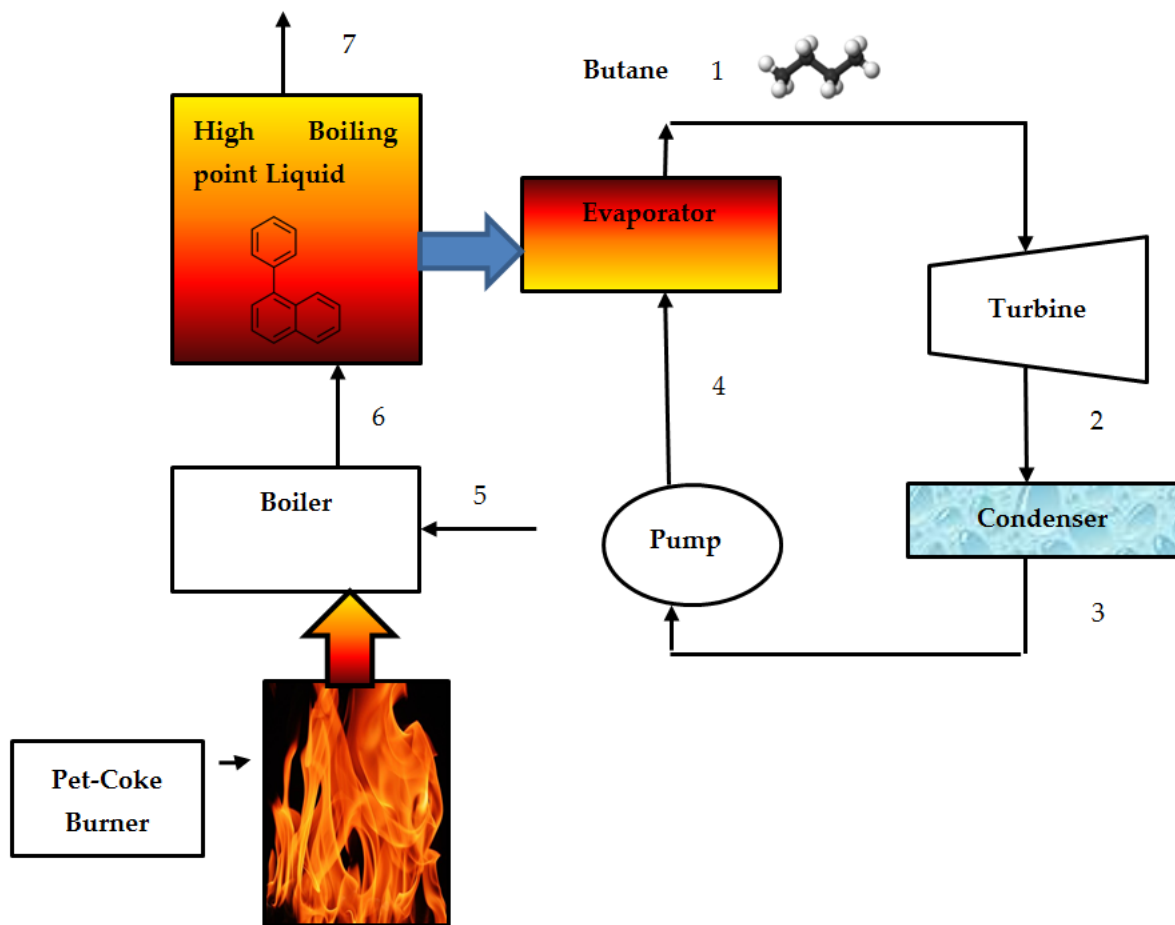 7
Butane 1
High Boiling
point Liquid
Evaporator
Turbine
4
6
2
Boiler
5
Condenser
Pump
3
Pet-Coke
Burner